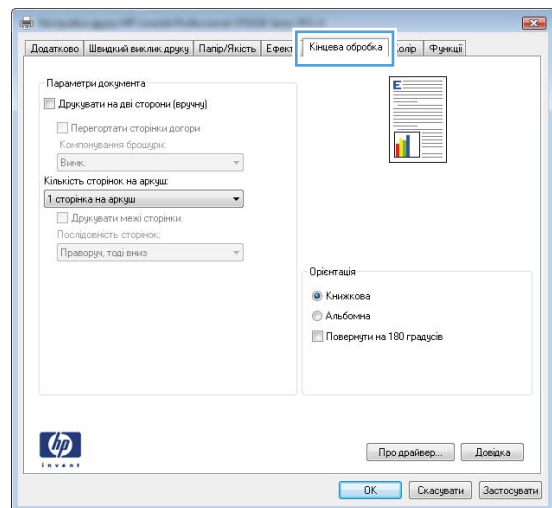 Додатково Швидкий виклик друку Папір/Якість Ефект Кінцева обробка Колір Функції
Параметри документа
Друкувати на дві сторони (вручну)
Перегортати сторінки догори
Компонування брошури:
Вимк.
Кількість сторінок на аркуш:
1 сторінка на аркуш
Друкувати межі сторінки
Послідовність сторінок:
Праворуч, тоді вниз
E
Орієнтація
Книжкова
Альбомна
Повернути на 180 градусів
hp
invent
Про драйвер... Довідка
OK Скасувати Застосувати